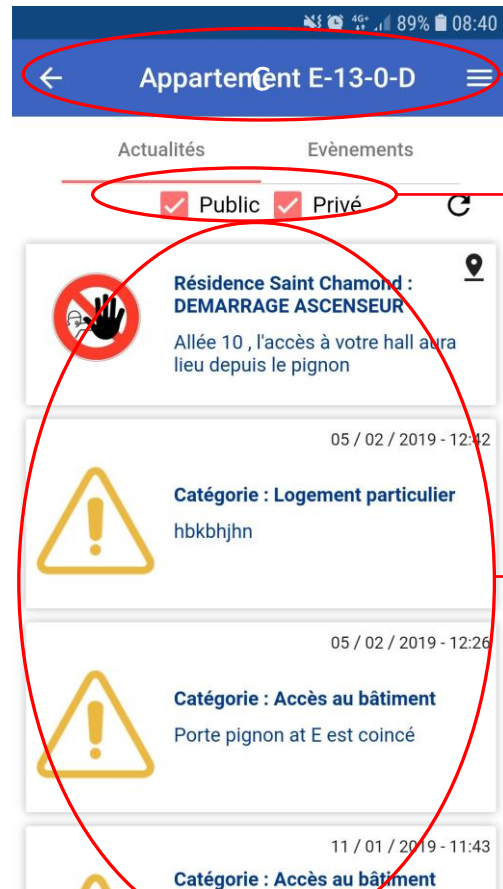 4G+ 89% 08:40
Appartement E-13-0-D
C
Actualités Evènements
Public Privé
Résidence Saint Chamond :
DEMARRAGE ASCENSEUR
Allée 10 , l'accès à votre hall aura
lieu depuis le pignon
05 / 02 / 2019 - 12:42
Catégorie : Logement particulier
hbkbhjhn
05 / 02 / 2019 - 12:26
Catégorie : Accès au bâtiment
Porte pignon at E est coincé
11 / 01 / 2019 - 11:43
Catégorie : Accès au bâtiment